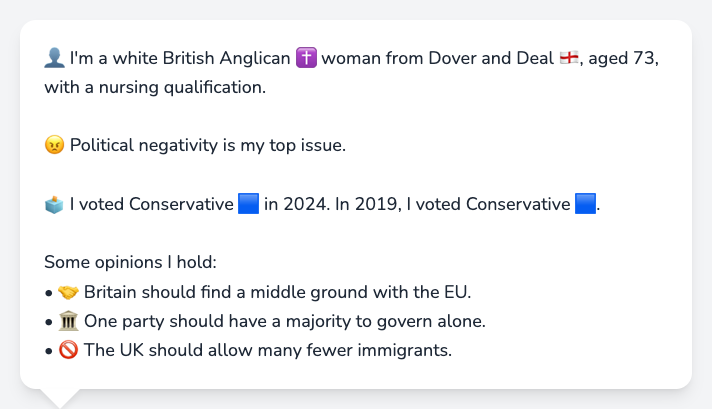 👤 I'm a white British Anglican ✝️ woman from Dover and Deal 🏴󠁧󠁢󠁥󠁮󠁧󠁿, aged 73,
with a nursing qualification.
😠 Political negativity is my top issue.
🗳️ I voted Conservative 🟦 in 2024. In 2019, I voted Conservative 🟦.
Some opinions I hold:
• 🤝 Britain should find a middle ground with the EU.
• 🏛️ One party should have a majority to govern alone.
• 🚫 The UK should allow many fewer immigrants.